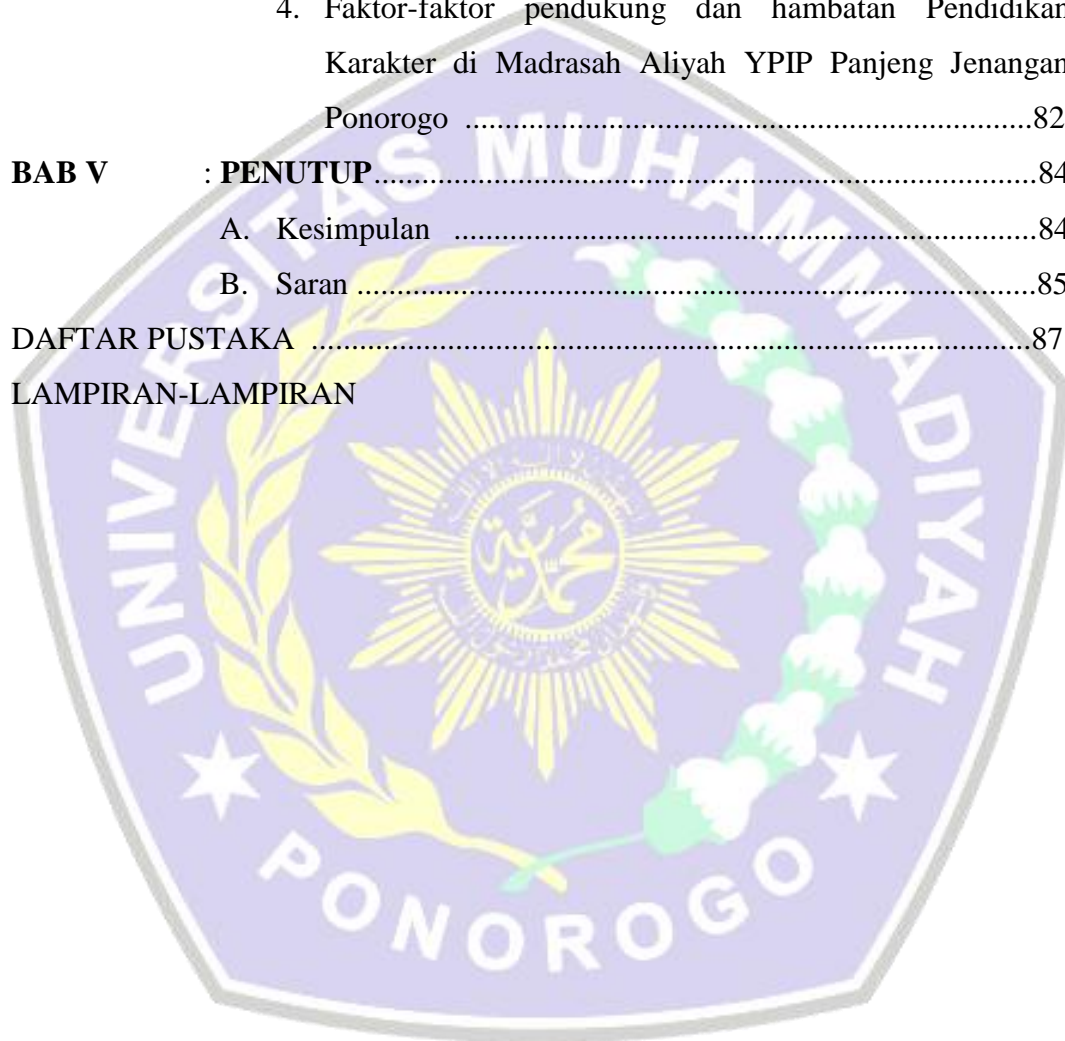 4. Faktor-faktor pendukung dan hambatan Pendidikan
Karakter di Madrasah Aliyah YPIP Panjeng Jenangan
Ponorogo ............................................................82
BAB V : PENUTUP......................................................................84
A. Kesimpulan ..............................................................84
B. Saran ........................................................................85
DAFTAR PUSTAKA ............................................................................87
LAMPIRAN-LAMPIRAN
UNIVERSITAS MUHAMMADIYAH
PONOROGO
محمدية